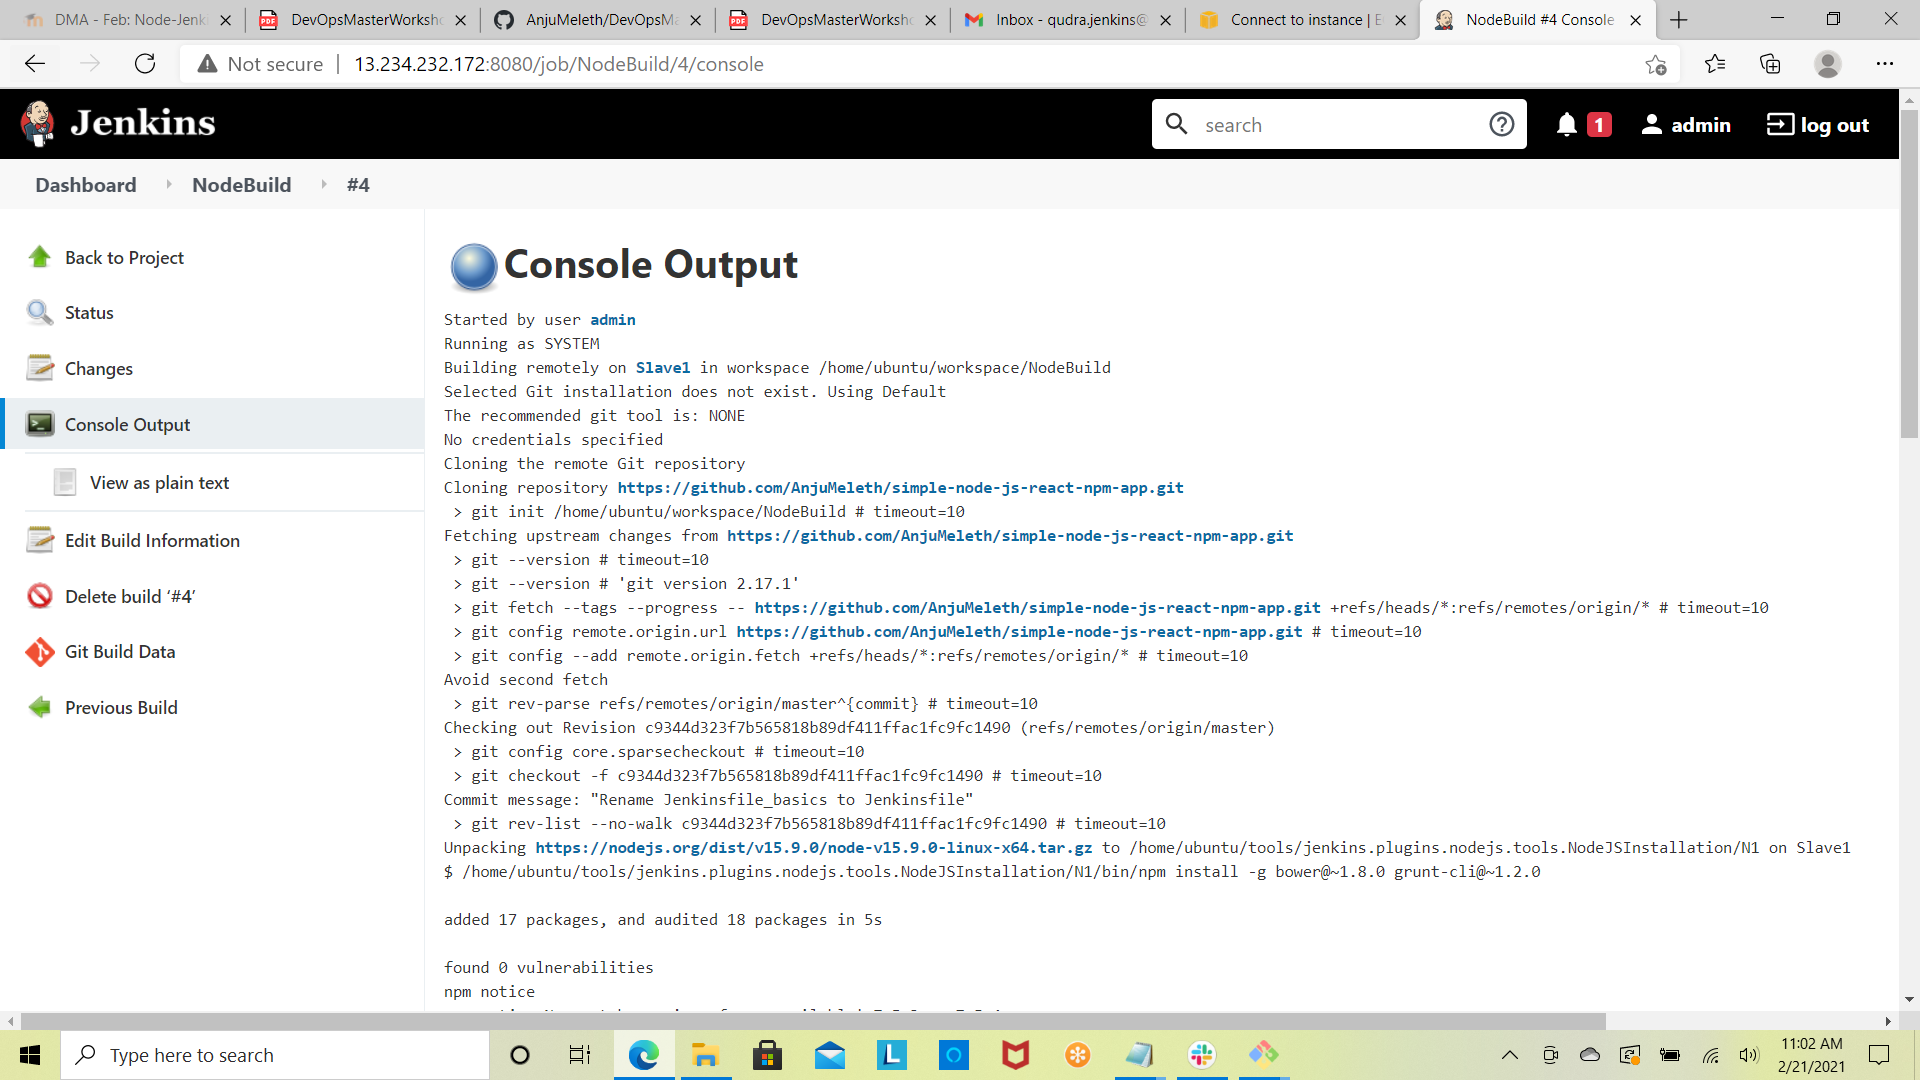 DMA - Feb: Node-Jenk
DevOpsMasterWorksho
AnjuMeleth/DevOpsMa
DevOpsMasterWorksho
Inbox - qudra.jenkins@
Connect to instance | E
NodeBuild #4 Console
Not secure
13.234.232.172:8080/job/NodeBuild/4/console
Jenkins
search
1
admin
log out
Dashboard
NodeBuild
#4
Back to Project
Status
Changes
Console Output
View as plain text
Edit Build Information
Delete build ‘#4’
Git Build Data
Previous Build
Console Output
Started by user admin
Running as SYSTEM
Building remotely on Slave1 in workspace /home/ubuntu/workspace/NodeBuild
Selected Git installation does not exist. Using Default
The recommended git tool is: NONE
No credentials specified
Cloning the remote Git repository
Cloning repository https://github.com/AnjuMeleth/simple-node-js-react-npm-app.git
> git init /home/ubuntu/workspace/NodeBuild # timeout=10
Fetching upstream changes from https://github.com/AnjuMeleth/simple-node-js-react-npm-app.git
> git --version # timeout=10
> git --version # 'git version 2.17.1'
> git fetch --tags --progress -- https://github.com/AnjuMeleth/simple-node-js-react-npm-app.git +refs/heads/*:refs/remotes/origin/* # timeout=10
> git config remote.origin.url https://github.com/AnjuMeleth/simple-node-js-react-npm-app.git # timeout=10
> git config --add remote.origin.fetch +refs/heads/*:refs/remotes/origin/* # timeout=10
Avoid second fetch
> git rev-parse refs/remotes/origin/master^{commit} # timeout=10
Checking out Revision c9344d323f7b565818b89df411ffac1fc9fc1490 (refs/remotes/origin/master)
> git config core.sparsecheckout # timeout=10
> git checkout -f c9344d323f7b565818b89df411ffac1fc9fc1490 # timeout=10
Commit message: "Rename Jenkinsfile_basics to Jenkinsfile"
> git rev-list --no-walk c9344d323f7b565818b89df411ffac1fc9fc1490 # timeout=10
Unpacking https://nodejs.org/dist/v15.9.0/node-v15.9.0-linux-x64.tar.gz to /home/ubuntu/tools/jenkins.plugins.nodejs.tools.NodeJSInstallation/N1 on Slave1
$ /home/ubuntu/tools/jenkins.plugins.nodejs.tools.NodeJSInstallation/N1/bin/npm install -g bower@~1.8.0 grunt-cli@~1.2.0
added 17 packages, and audited 18 packages in 5s
found 0 vulnerabilities
npm notice
Type here to search
11:02 AM
2/21/2021